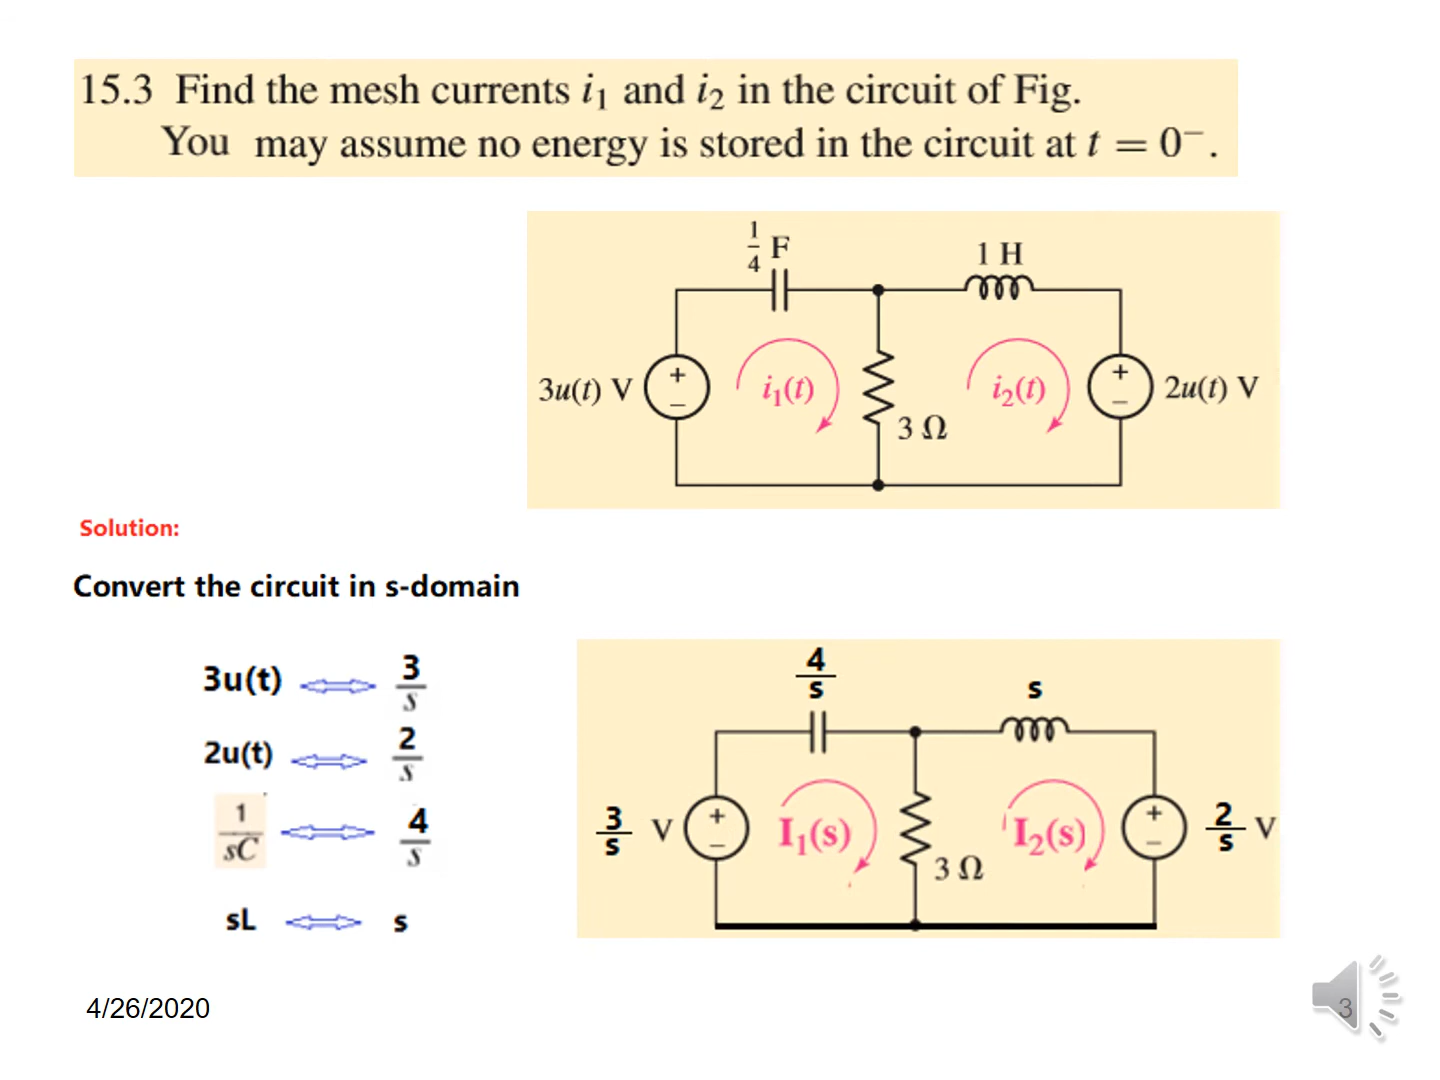 15.3 Find the mesh currents i₁ and i₂ in the circuit of Fig.
You may assume no energy is stored in the circuit at t = 0⁻.
1/4 F
1 H
3u(t) V
+
−
i₁(t)
3 Ω
i₂(t)
+
−
2u(t) V
Solution:
Convert the circuit in s-domain
3u(t) ⟺ 3/s
2u(t) ⟺ 2/s
1/sC ⟺ 4/s
sL ⟺ s
4/s
s
3/s V
+
−
I₁(s)
3 Ω
I₂(s)
+
−
2/s V
4/26/2020
3